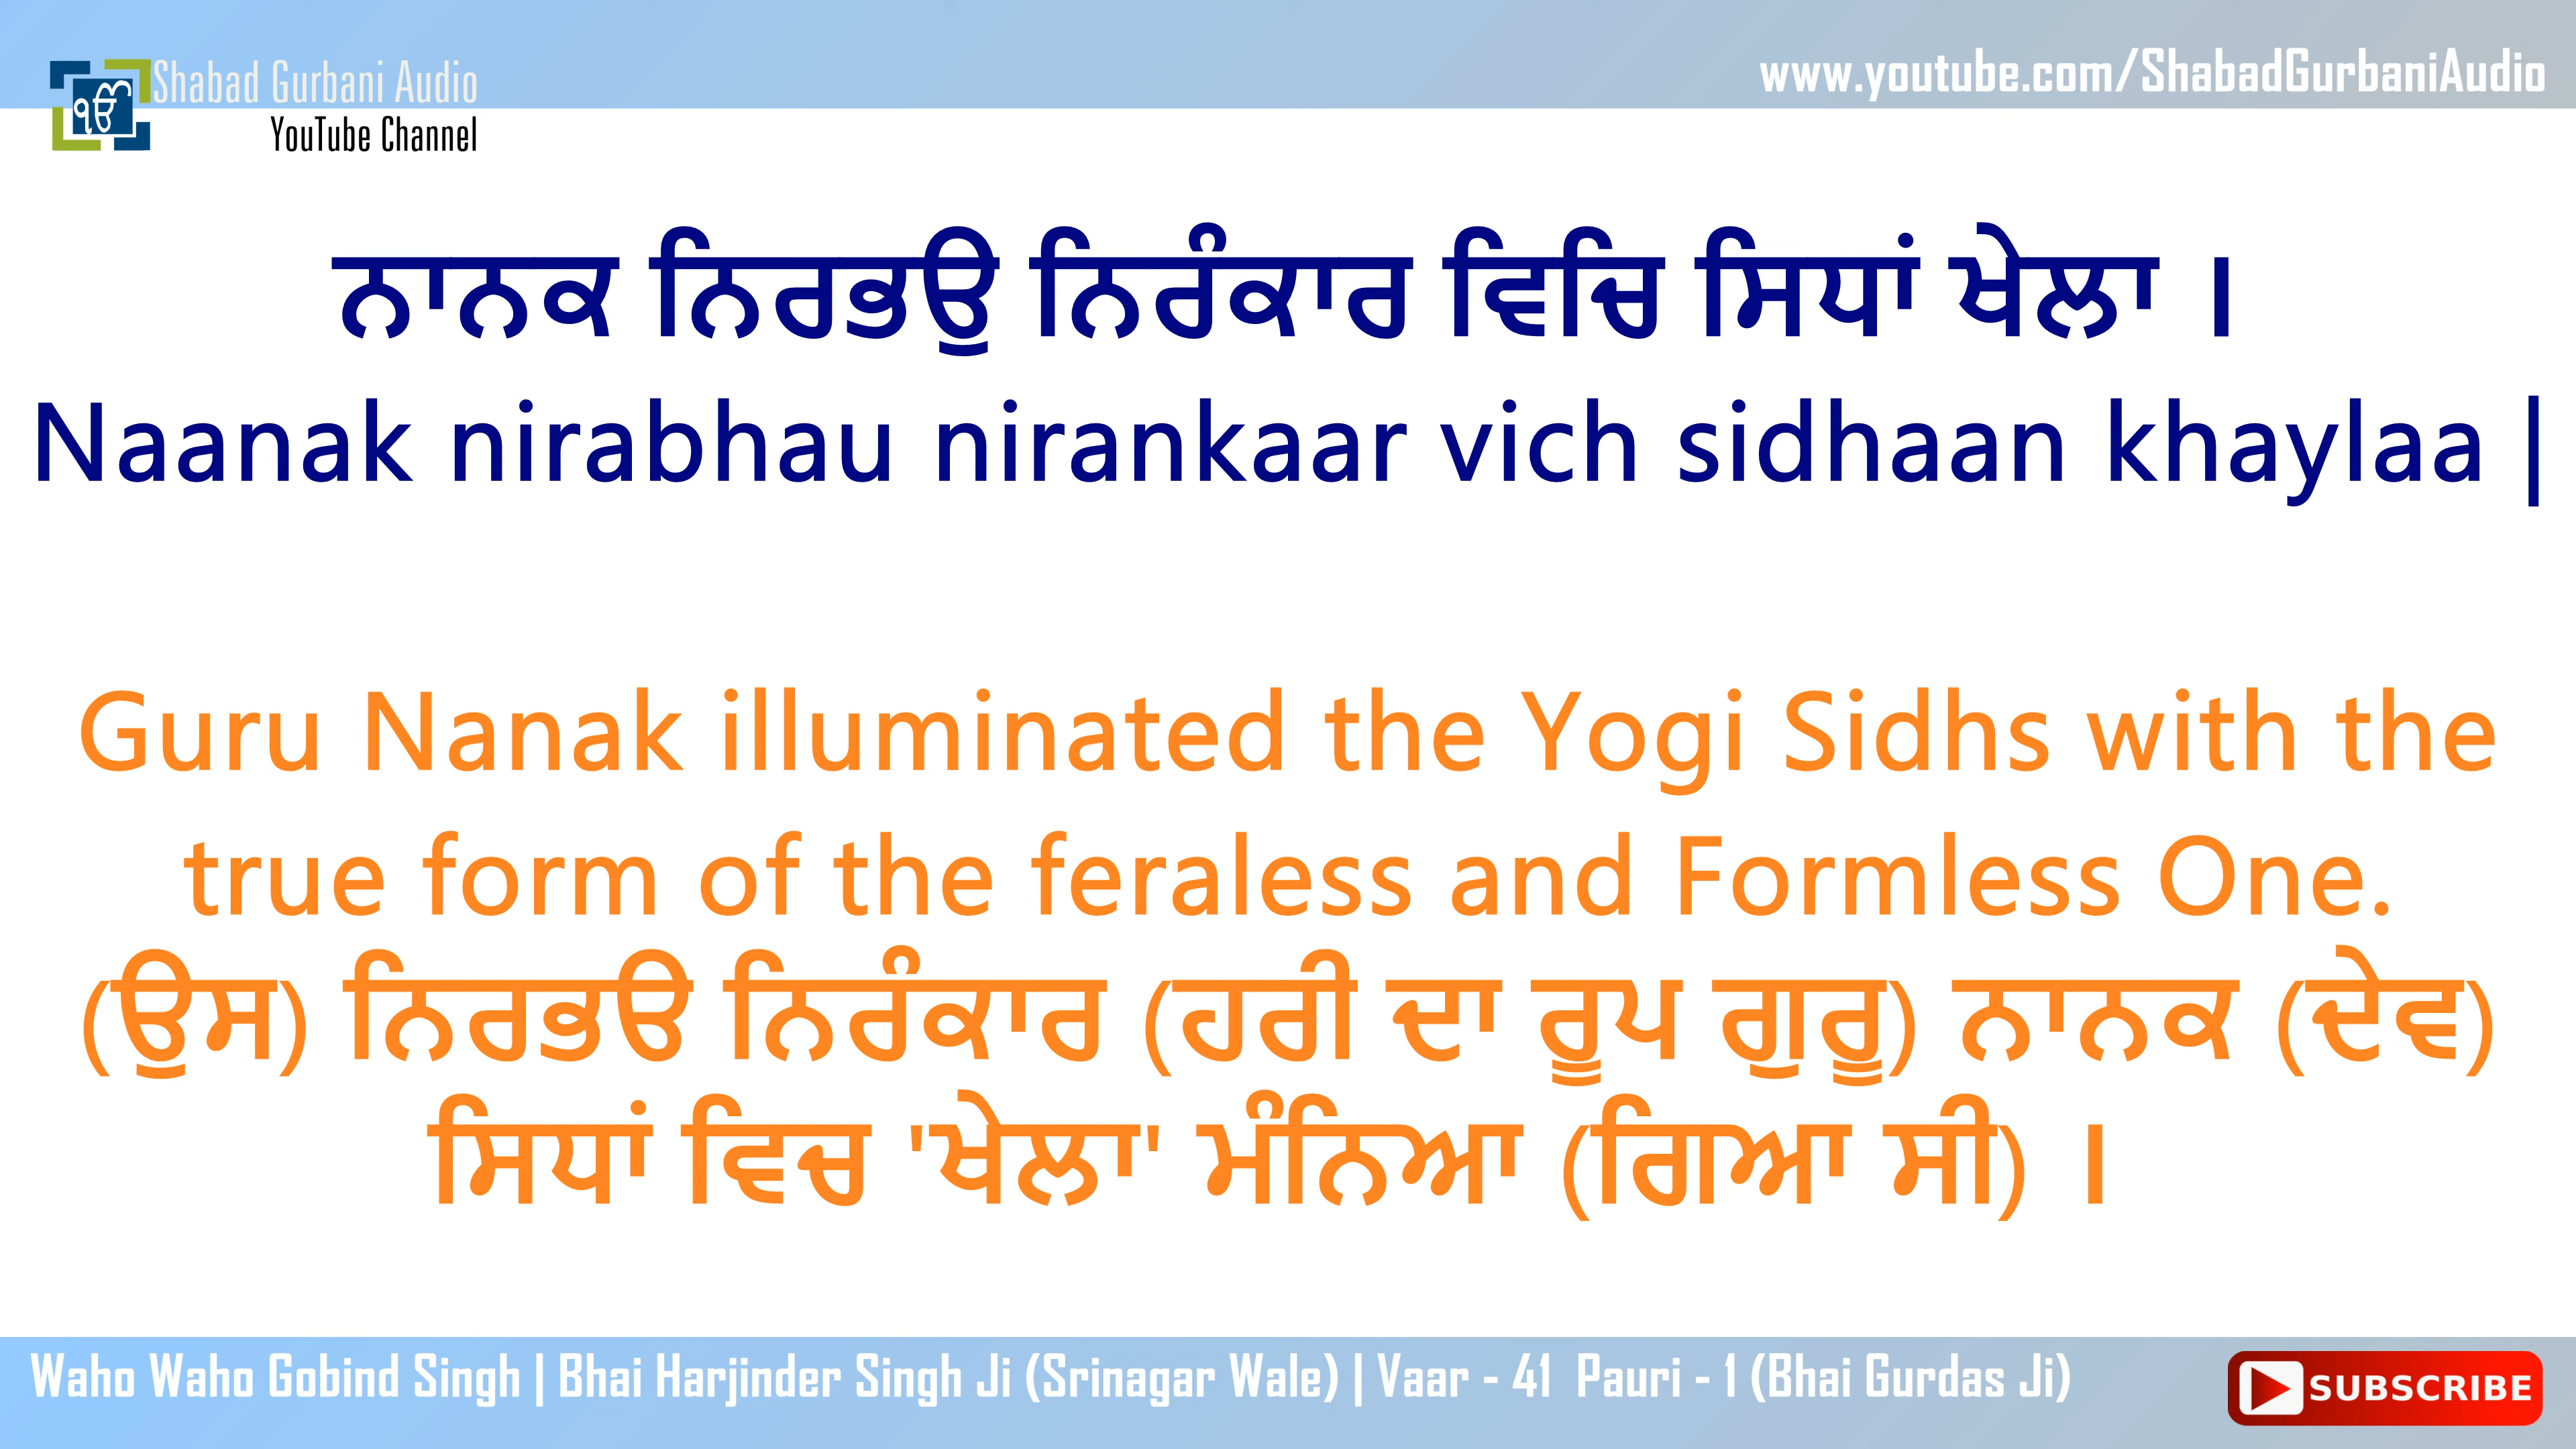 Shabad Gurbani Audio
YouTube Channel
www.youtube.com/ShabadGurbaniAudio
ੴ
ਨਾਨਕ ਨਿਰਭਉ ਨਿਰੰਕਾਰ ਵਿਚਿ ਸਿਧਾਂ ਖੇਲਾ ।
Naanak nirabhau nirankaar vich sidhaan khaylaa |
Guru Nanak illuminated the Yogi Sidhs with the
true form of the feraless and Formless One.
(ਉਸ) ਨਿਰਭੳ ਨਿਰੰਕਾਰ (ਹਰੀ ਦਾ ਰੂਪ ਗੁਰੂ) ਨਾਨਕ (ਦੇਵ)
ਸਿਧਾਂ ਵਿਚ 'ਖੇਲਾ' ਮੰਨਿਆ (ਗਿਆ ਸੀ) ।
Waho Waho Gobind Singh | Bhai Harjinder Singh Ji (Srinagar Wale) | Vaar - 41 Pauri - 1 (Bhai Gurdas Ji)
SUBSCRIBE